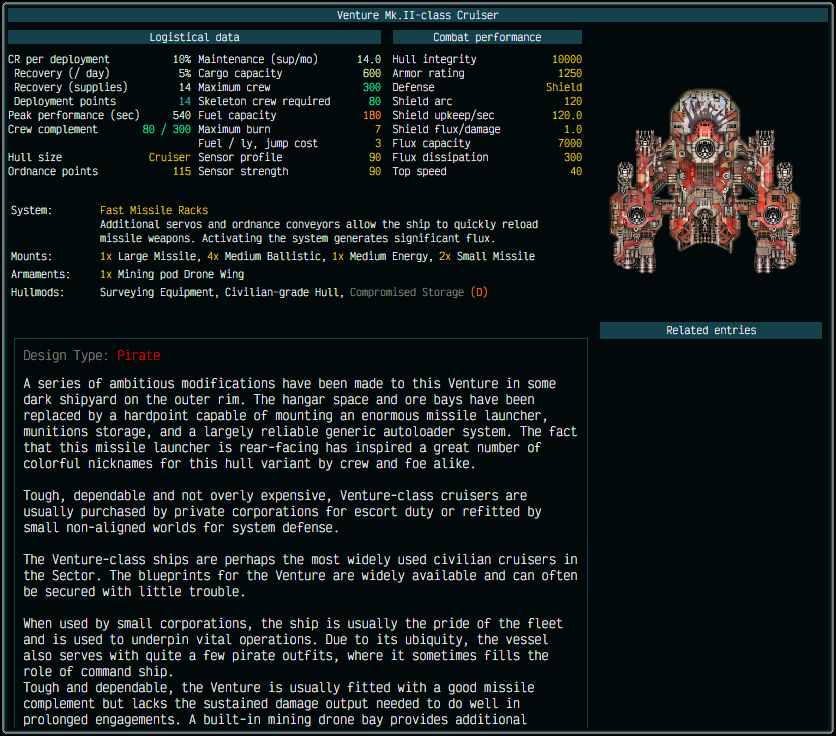 Venture Mk.II-class Cruiser
Logistical data
Combat performance
CR per deployment 10% Maintenance (sup/mo) 14.0 Hull integrity 10000
Recovery (/ day) 5% Cargo capacity 600 Armor rating 1250
Recovery (supplies) 14 Maximum crew 300 Defense Shield
Deployment points 14 Skeleton crew required 80 Shield arc 120
Peak performance (sec) 540 Fuel capacity 180 Shield upkeep/sec 120.0
Crew complement 80 / 300 Maximum burn 7 Shield flux/damage 1.0
Fuel / ly, jump cost 3 Flux capacity 7000
Hull size Cruiser Sensor profile 90 Flux dissipation 300
Ordnance points 115 Sensor strength 90 Top speed 40
System: Fast Missile Racks
Additional servos and ordnance conveyors allow the ship to quickly reload
missile weapons. Activating the system generates significant flux.
Mounts: 1x Large Missile, 4x Medium Ballistic, 1x Medium Energy, 2x Small Missile
Armaments: 1x Mining pod Drone Wing
Hullmods: Surveying Equipment, Civilian-grade Hull, Compromised Storage (D)
Related entries
Design Type: Pirate
A series of ambitious modifications have been made to this Venture in some
dark shipyard on the outer rim. The hangar space and ore bays have been
replaced by a hardpoint capable of mounting an enormous missile launcher,
munitions storage, and a largely reliable generic autoloader system. The fact
that this missile launcher is rear-facing has inspired a great number of
colorful nicknames for this hull variant by crew and foe alike.
Tough, dependable and not overly expensive, Venture-class cruisers are
usually purchased by private corporations for escort duty or refitted by
small non-aligned worlds for system defense.
The Venture-class ships are perhaps the most widely used civilian cruisers in
the Sector. The blueprints for the Venture are widely available and can often
be secured with little trouble.
When used by small corporations, the ship is usually the pride of the fleet
and is used to underpin vital operations. Due to its ubiquity, the vessel
also serves with quite a few pirate outfits, where it sometimes fills the
role of command ship.
Tough and dependable, the Venture is usually fitted with a good missile
complement but lacks the sustained damage output needed to do well in
prolonged engagements. A built-in mining drone bay provides additional